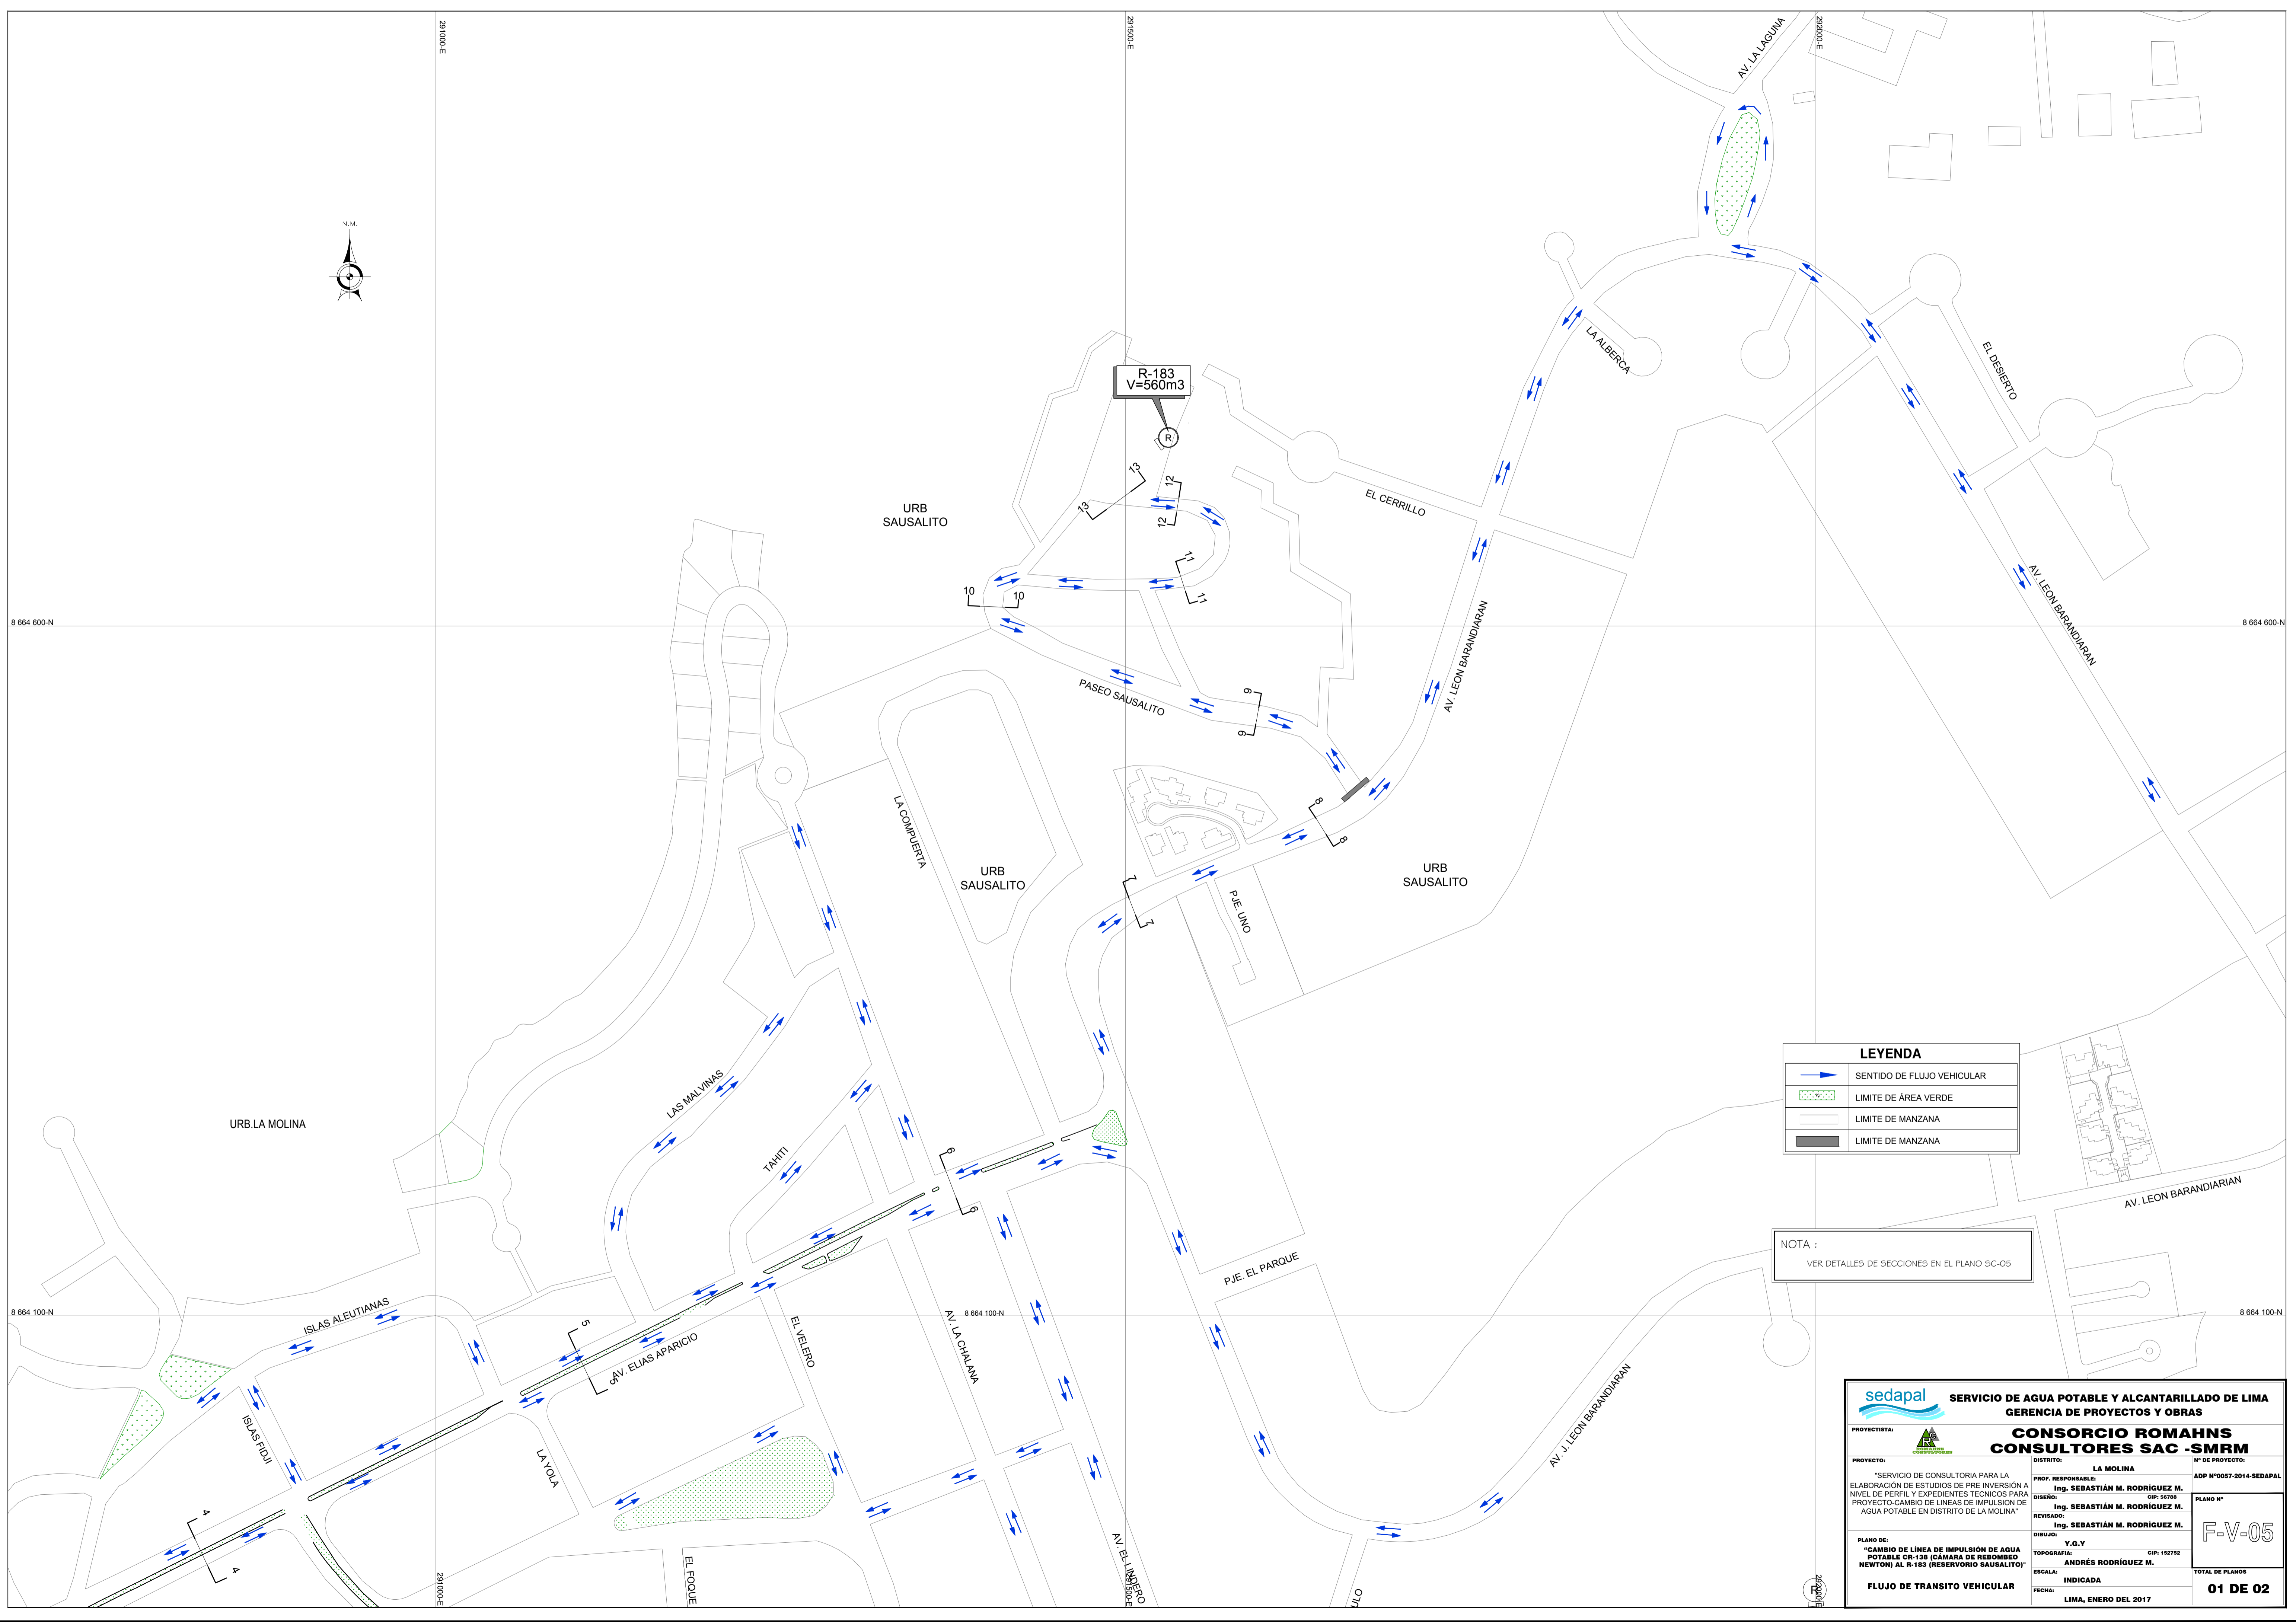 291000-E
291500-E
292000-E
AV. LA LAGUNA
N.M.
LA ALBERCA
EL DESIERTO
R-183
V=560m3
R
13
13
12
12
URB
SAUSALITO
EL CERRILLO
11
11
10
10
AV. LEON BARANDIARAN
8 664 600-N
8 664 600-N
AV. LEON BARANDIARAN
PASEO SAUSALITO
9
9
8
8
LA COMPUERTA
URB
SAUSALITO
URB
SAUSALITO
7
7
PJE. UNO
LEYENDA
SENTIDO DE FLUJO VEHICULAR
LIMITE DE ÁREA VERDE
LIMITE DE MANZANA
LIMITE DE MANZANA
LAS MALVINAS
URB.LA MOLINA
TAHITI
6
6
AV. LEON BARANDIARIAN
NOTA :
VER DETALLES DE SECCIONES EN EL PLANO SC-05
PJE. EL PARQUE
8 664 100-N
8 664 100-N
8 664 100-N
ISLAS ALEUTIANAS
5
5
AV. ELIAS APARICIO
EL VELERO
AV. LA CHALANA
AV. J. LEON BARANDIARAN
ISLAS FIDJI
LA YOLA
4
4
EL FOQUE
AV. EL LINDERO
ULO
291000-E
291500-E
292000-E
R
sedapal
SERVICIO DE AGUA POTABLE Y ALCANTARILLADO DE LIMA
GERENCIA DE PROYECTOS Y OBRAS
PROYECTISTA:
ROMAHNS
CONSULTORES
CONSORCIO ROMAHNS
CONSULTORES SAC -SMRM
PROYECTO:
"SERVICIO DE CONSULTORIA PARA LA
ELABORACIÓN DE ESTUDIOS DE PRE INVERSIÓN A
NIVEL DE PERFIL Y EXPEDIENTES TECNICOS PARA
PROYECTO-CAMBIO DE LINEAS DE IMPULSION DE
AGUA POTABLE EN DISTRITO DE LA MOLINA"
DISTRITO:
LA MOLINA
PROF. RESPONSABLE:
Ing. SEBASTIÁN M. RODRÍGUEZ M.
DISEÑO:
CIP: 56788
Ing. SEBASTIÁN M. RODRÍGUEZ M.
REVISADO:
Ing. SEBASTIÁN M. RODRÍGUEZ M.
DIBUJO:
Y.G.Y
TOPOGRAFIA:
CIP: 152752
ANDRÉS RODRÍGUEZ M.
ESCALA:
INDICADA
FECHA:
LIMA, ENERO DEL 2017
Nº DE PROYECTO:
ADP Nº0057-2014-SEDAPAL
PLANO Nº
F-V-05
TOTAL DE PLANOS
01 DE 02
PLANO DE:
"CAMBIO DE LÍNEA DE IMPULSIÓN DE AGUA
POTABLE CR-138 (CÁMARA DE REBOMBEO
NEWTON) AL R-183 (RESERVORIO SAUSALITO)"
FLUJO DE TRANSITO VEHICULAR